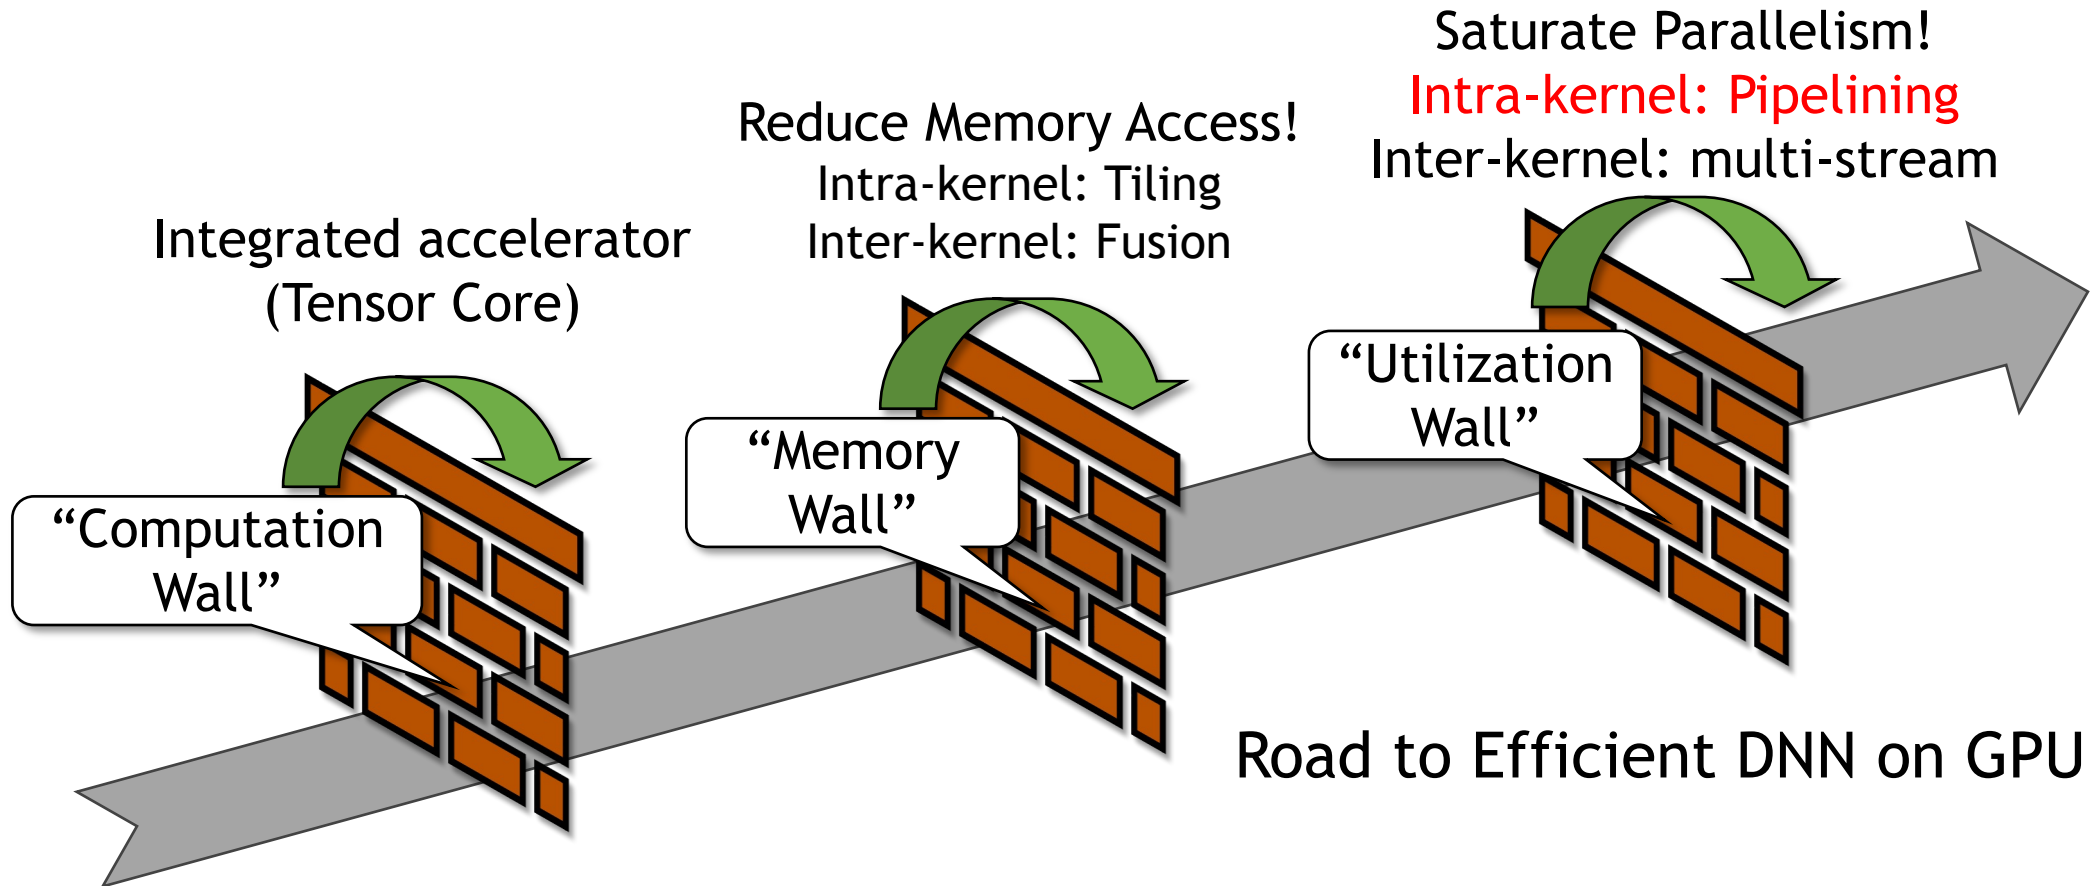 Saturate Parallelism!
Intra-kernel: Pipelining
Inter-kernel: multi-stream
Reduce Memory Access!
Intra-kernel: Tiling
Inter-kernel: Fusion
Integrated accelerator
(Tensor Core)
“Utilization
Wall”
“Memory
Wall”
“Computation
Wall”
Road to Efficient DNN on GPU